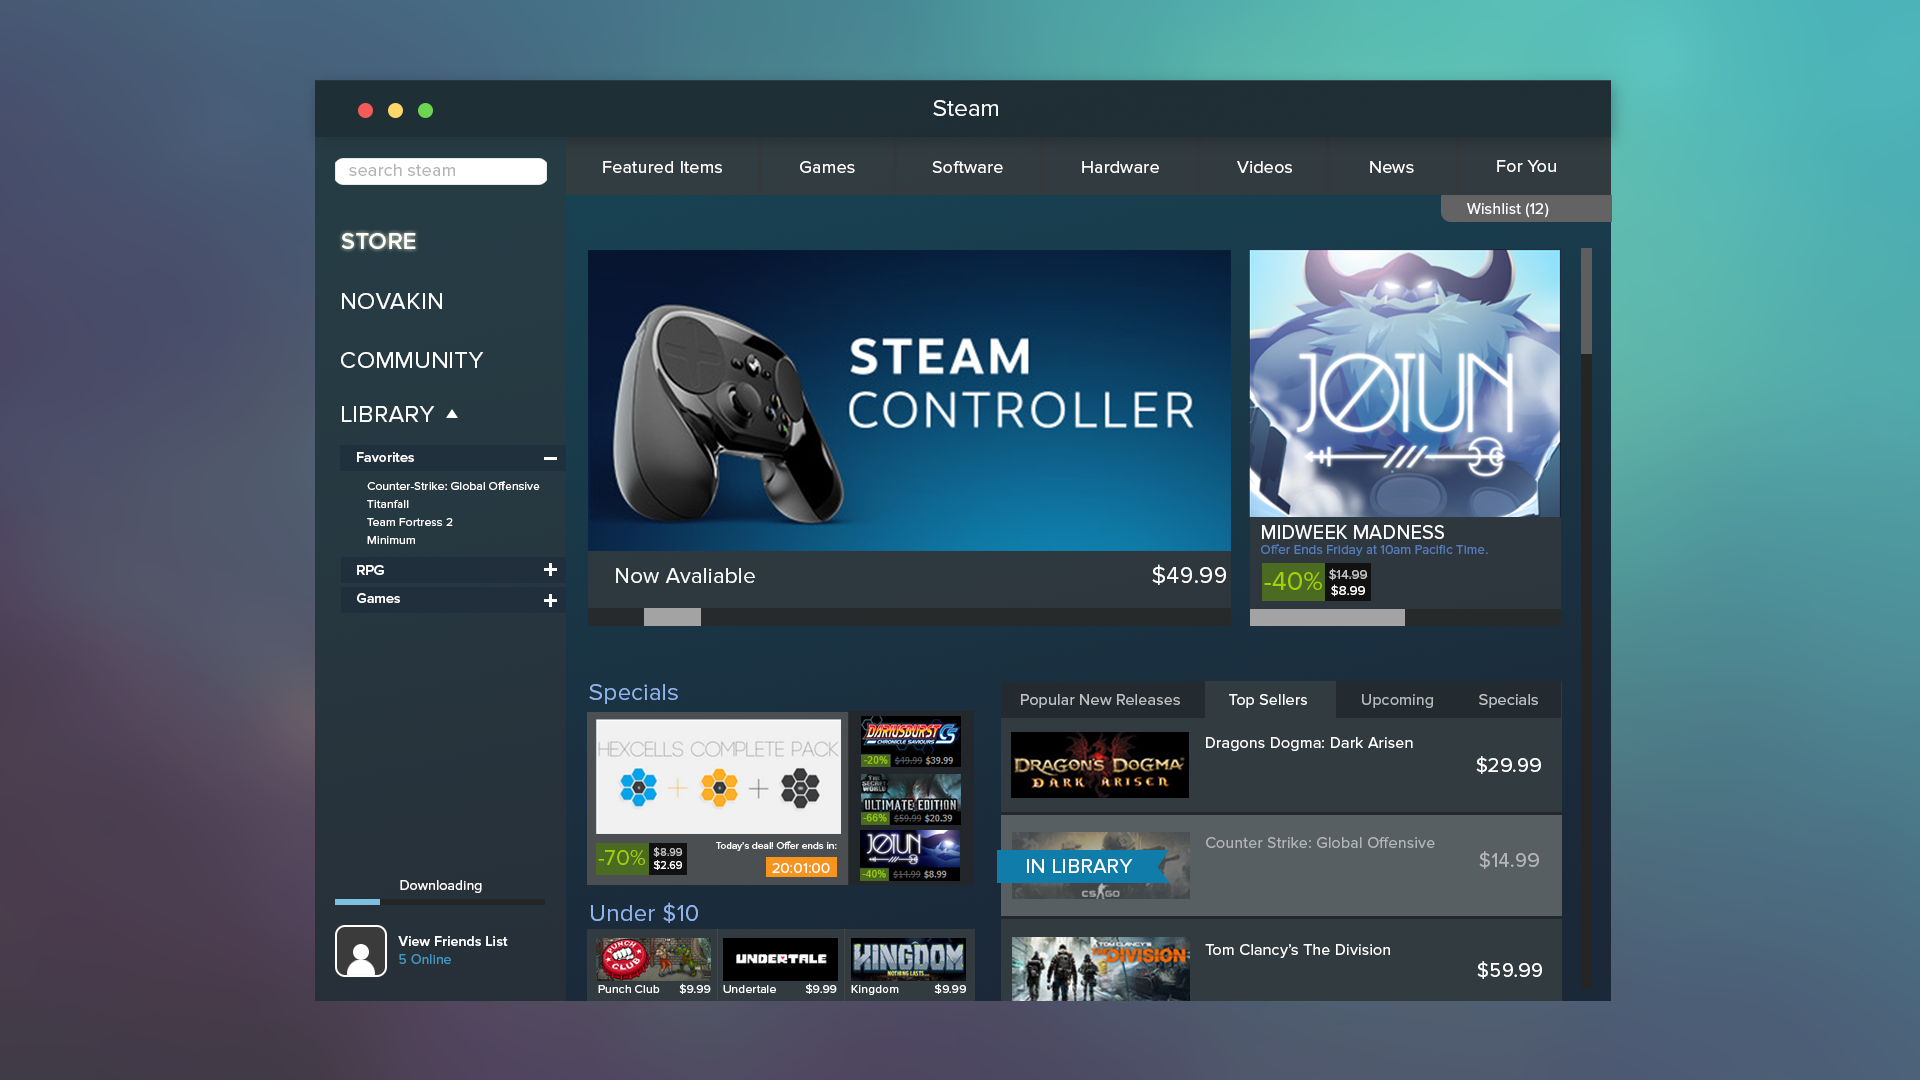 Steam
search steam
Featured Items
Games
Software
Hardware
Videos
News
For You
Wishlist (12)
STORE
NOVAKIN
COMMUNITY
LIBRARY
Favorites
Counter-Strike: Global Offensive
Titanfall
Team Fortress 2
Minimum
RPG
Games
Downloading
View Friends List
5 Online
STEAM
CONTROLLER
Now Avaliable
$49.99
JOTUN
MIDWEEK MADNESS
Offer Ends Friday at 10am Pacific Time.
-40%
$14.99
$8.99
Specials
HEXCELLS COMPLETE PACK
-70%
$8.99
$2.69
Today's deal! Offer ends in:
20:01:00
DARIUSBURST CS
CHRONICLE SAVIOURS
-20% $49.99 $39.99
THE SECRET WORLD
ULTIMATE EDITION
-66% $59.99 $20.39
JOTUN
-40% $14.99 $8.99
Under $10
PUNCH CLUB
Punch Club $9.99
UNDERTALE
Undertale $9.99
KINGDOM
NOTHING LASTS...
Kingdom $9.99
Popular New Releases
Top Sellers
Upcoming
Specials
DRAGON'S DOGMA
DARK ARISEN
Dragons Dogma: Dark Arisen
$29.99
IN LIBRARY
CS GO
Counter Strike: Global Offensive
$14.99
TOM CLANCY'S
THE DIVISION
Tom Clancy's The Division
$59.99